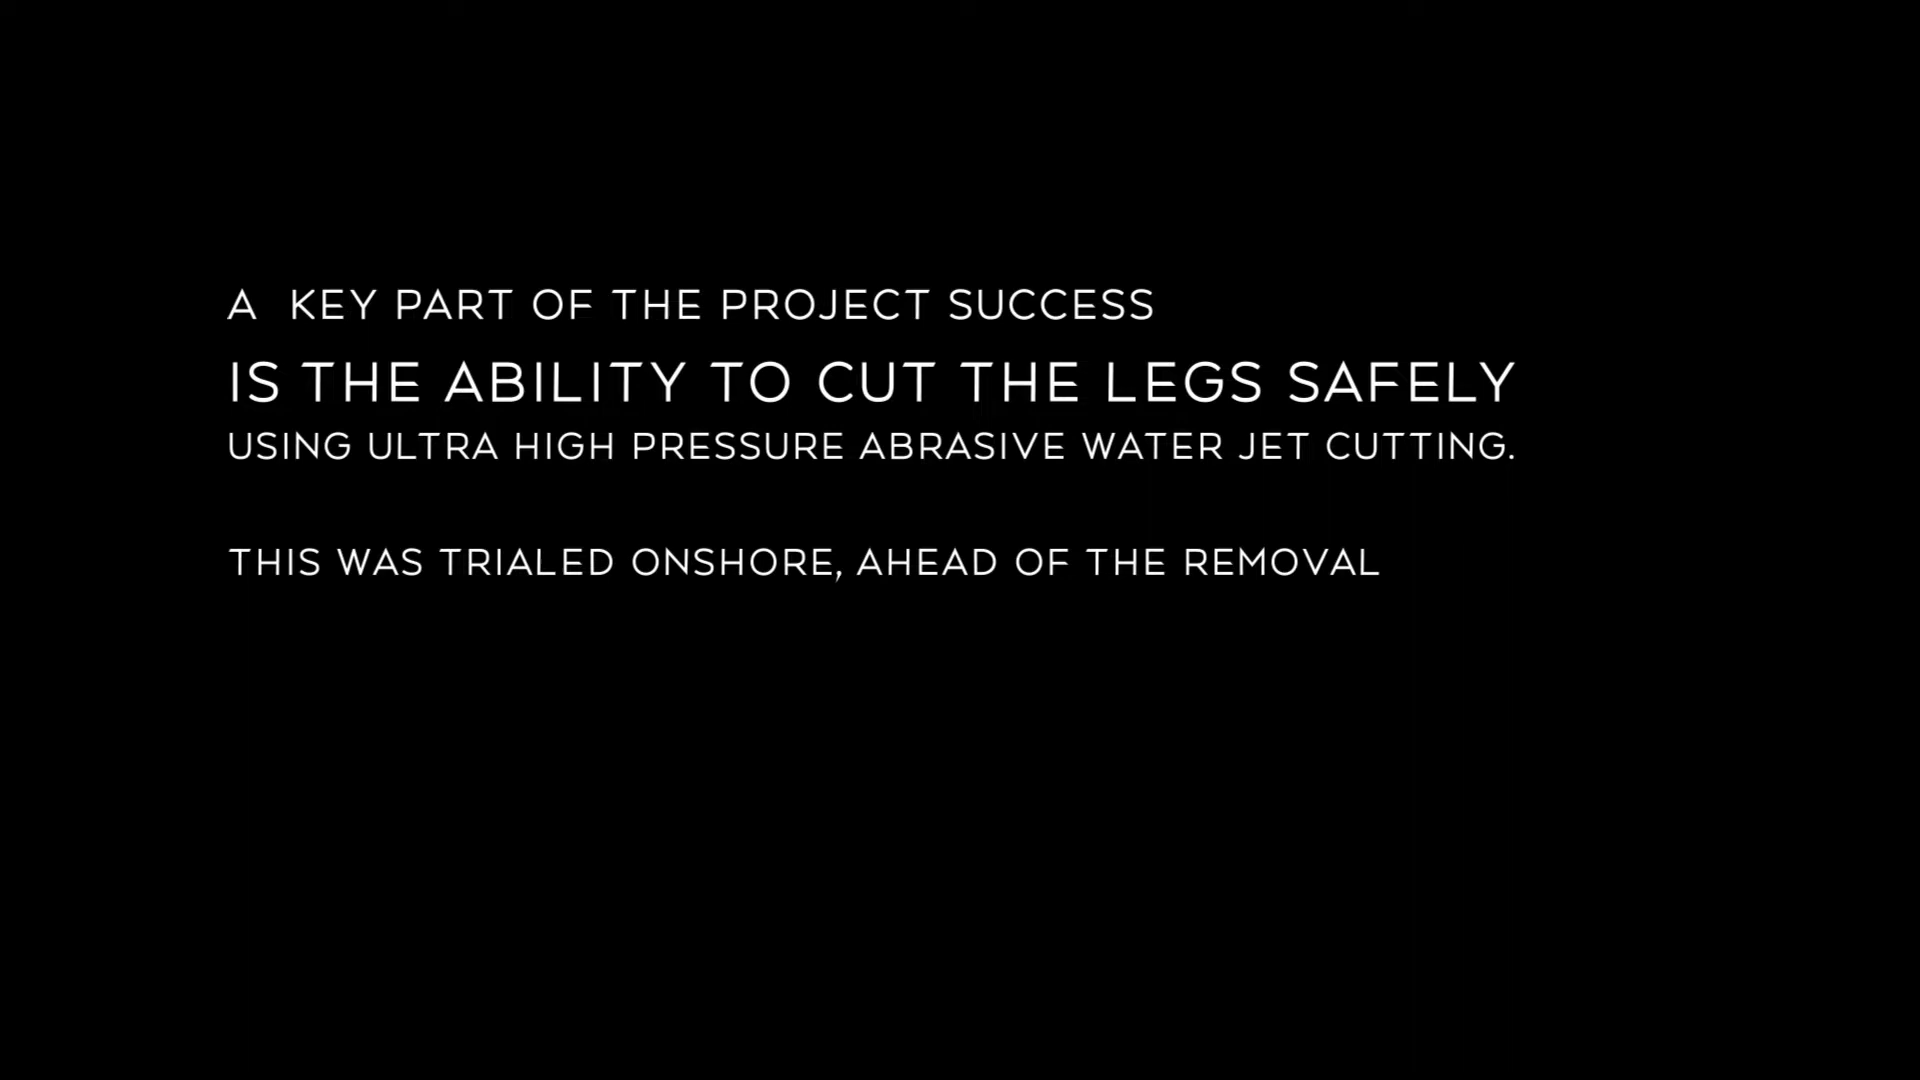 A  KEY PART OF THE PROJECT SUCCESS
IS THE ABILITY TO CUT THE LEGS SAFELY
USING ULTRA HIGH PRESSURE ABRASIVE WATER JET CUTTING.
THIS WAS TRIALED ONSHORE, AHEAD OF THE REMOVAL